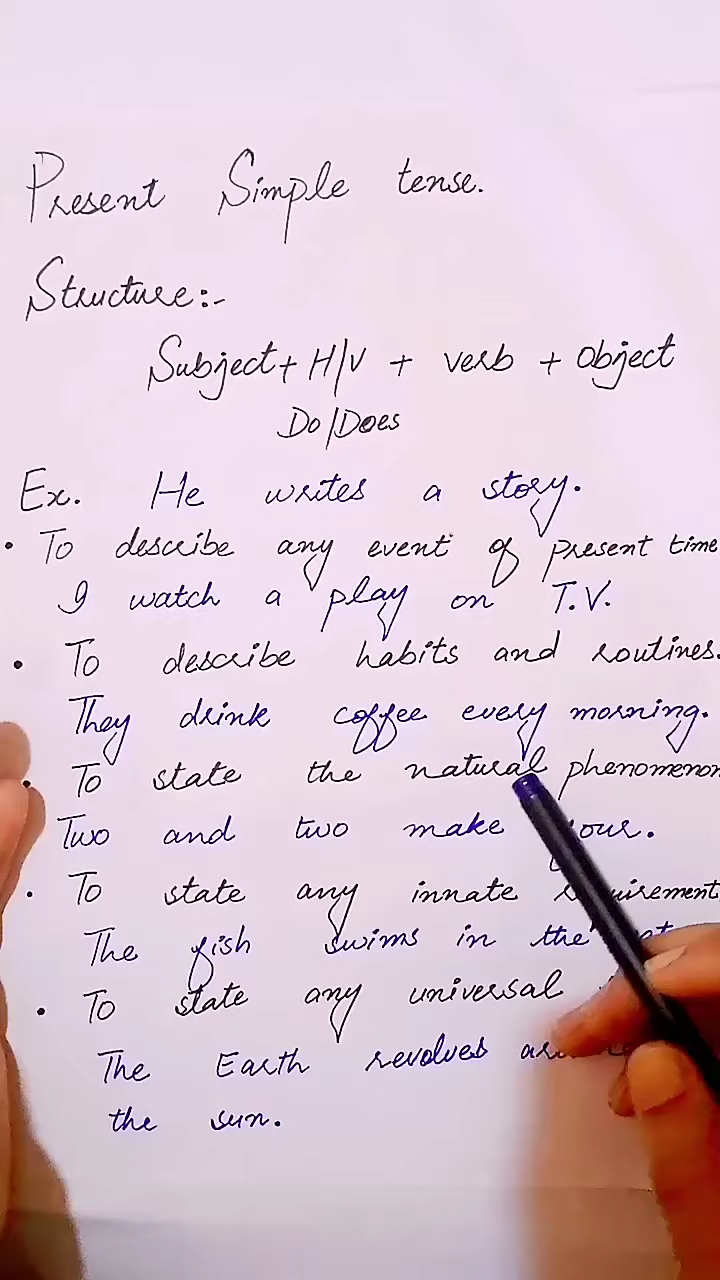 Present Simple tense.
Structure:-
Subject + H/V + verb + Object
Do/Does
Ex. He writes a story.
• To describe any event of present time
I watch a play on T.V.
• To describe habits and routines.
They drink coffee every morning.
• To state the natural phenomenon
Two and two make
• To state any innate
The fish swims in the
• To state any universal
The Earth revolves
the sun.